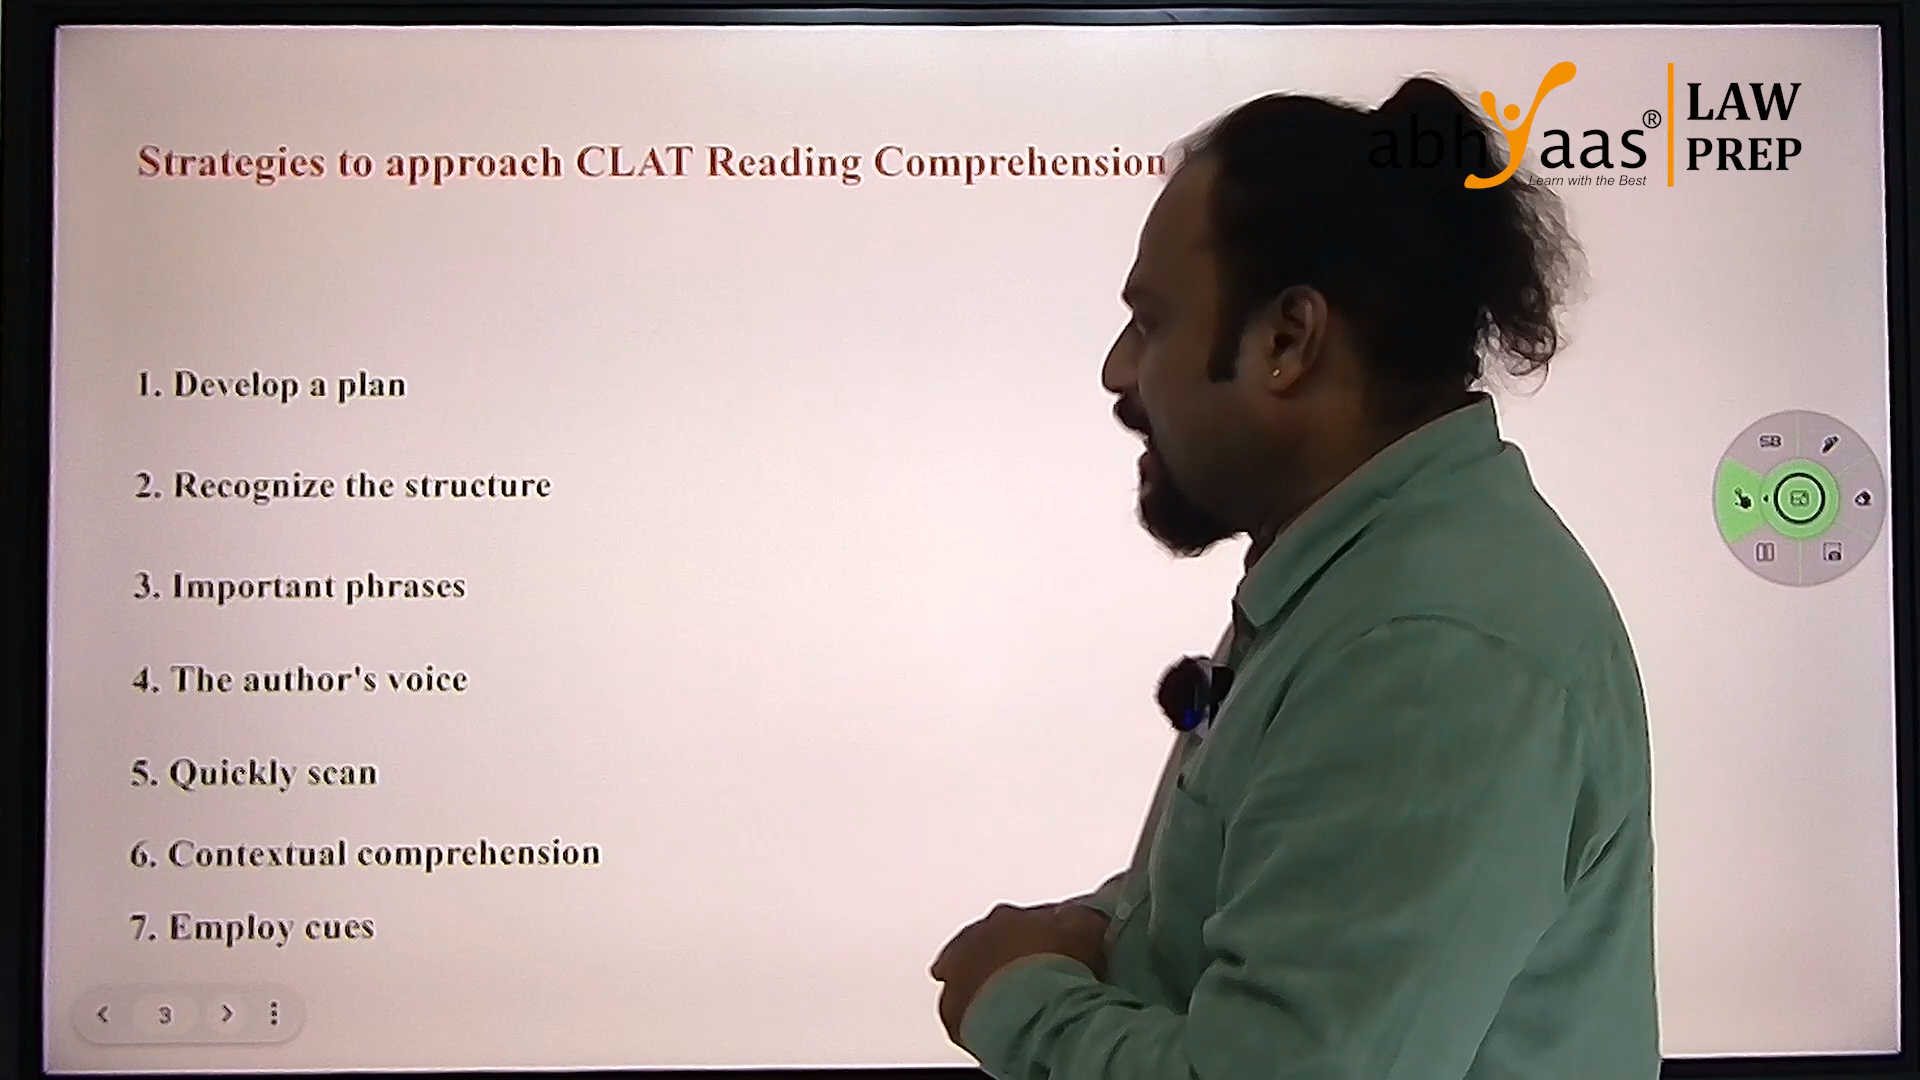 Strategies to approach CLAT Reading Comprehension
abhyaas®
Learn with the Best
LAW
PREP
1. Develop a plan
2. Recognize the structure
3. Important phrases
4. The author's voice
5. Quickly scan
6. Contextual comprehension
7. Employ cues
SB
3